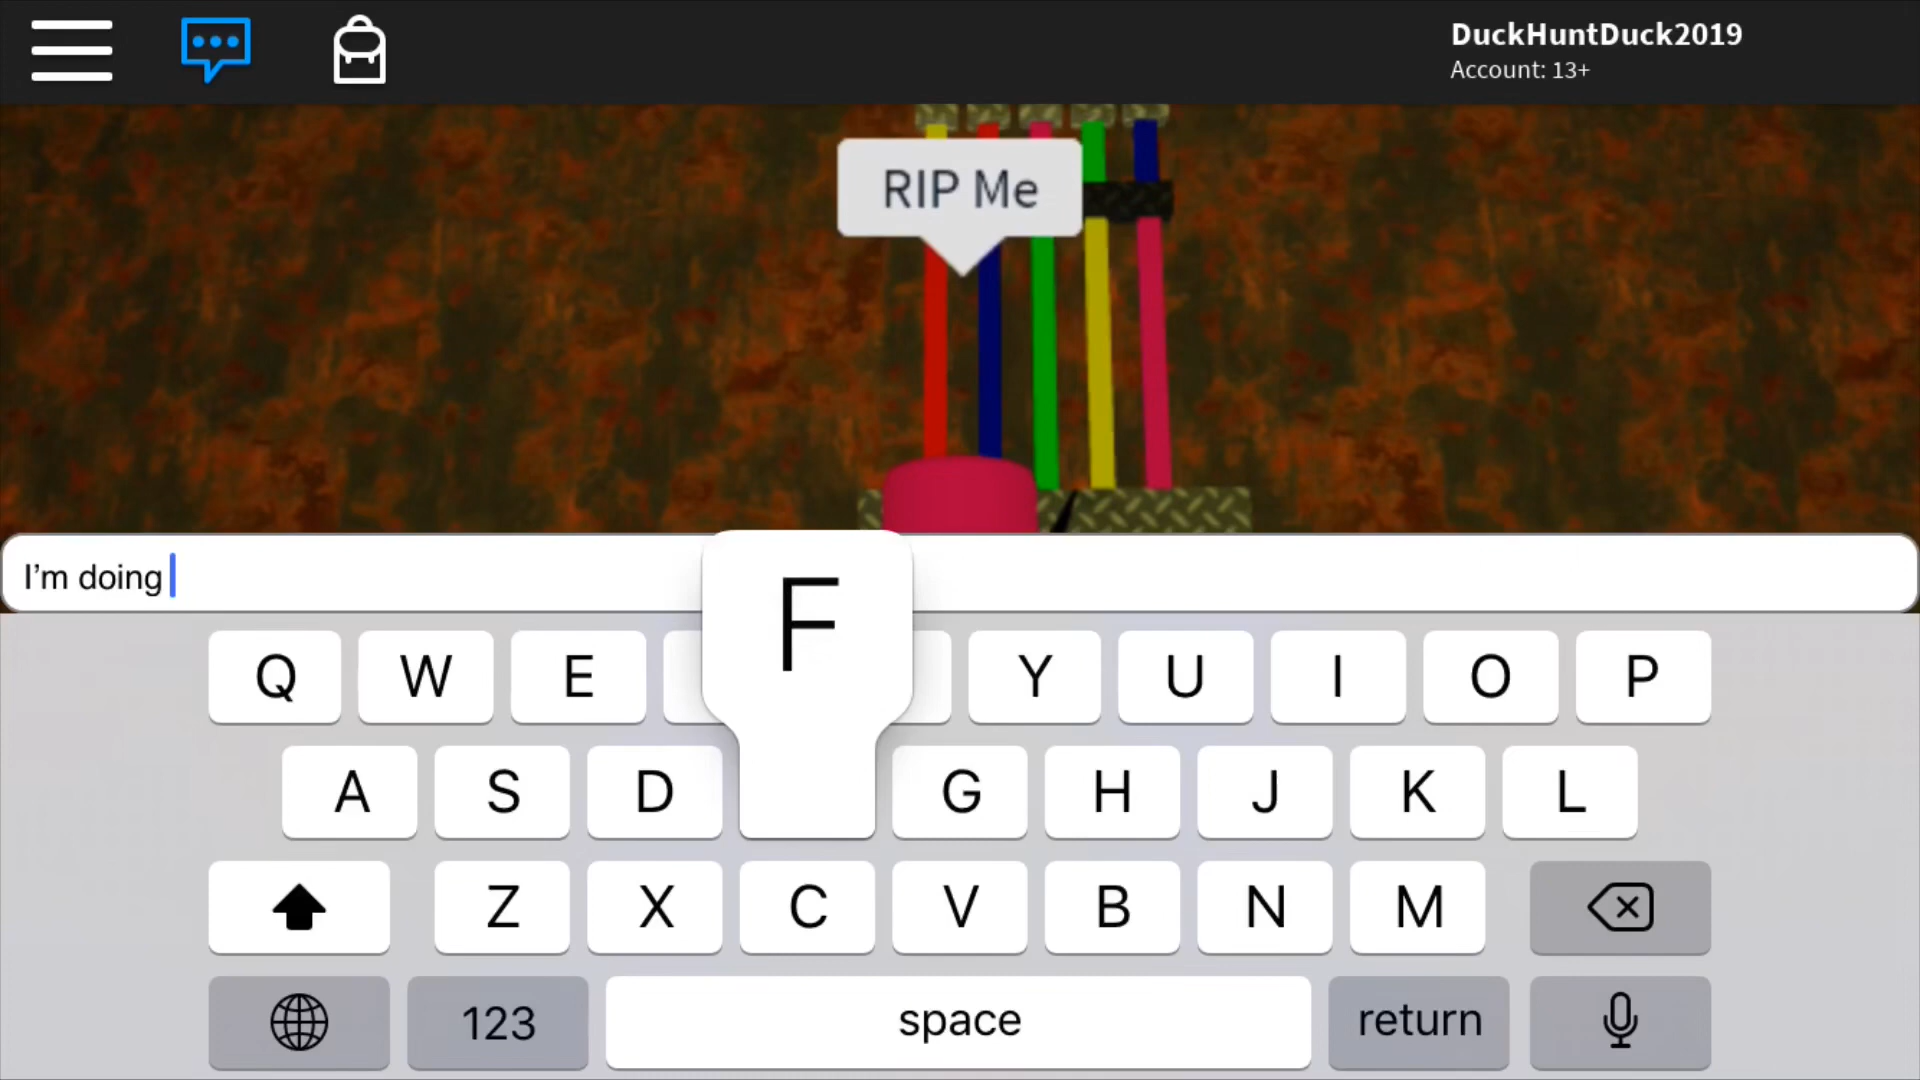 DuckHuntDuck2019
Account: 13+
RIP Me
I’m doing
F
Q W E Y U I O P
A S D G H J K L
Z X C V B N M
123 space return